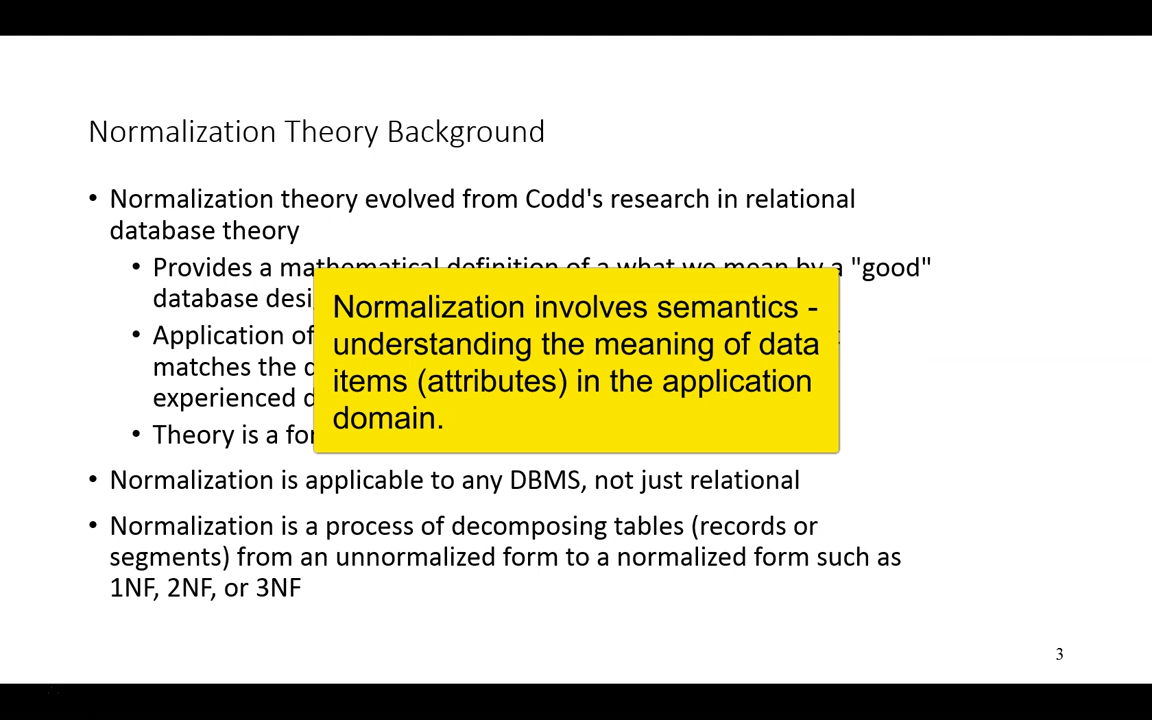 Normalization Theory Background
• Normalization theory evolved from Codd's research in relational
database theory
• Provides a mathematical definition of a what we mean by a "good"
database
• Application of
matches the
experienced
• Theory is a
Normalization involves semantics -
understanding the meaning of data
items (attributes) in the application
domain.
• Normalization is applicable to any DBMS, not just relational
• Normalization is a process of decomposing tables (records or
segments) from an unnormalized form to a normalized form such as
1NF, 2NF, or 3NF
3